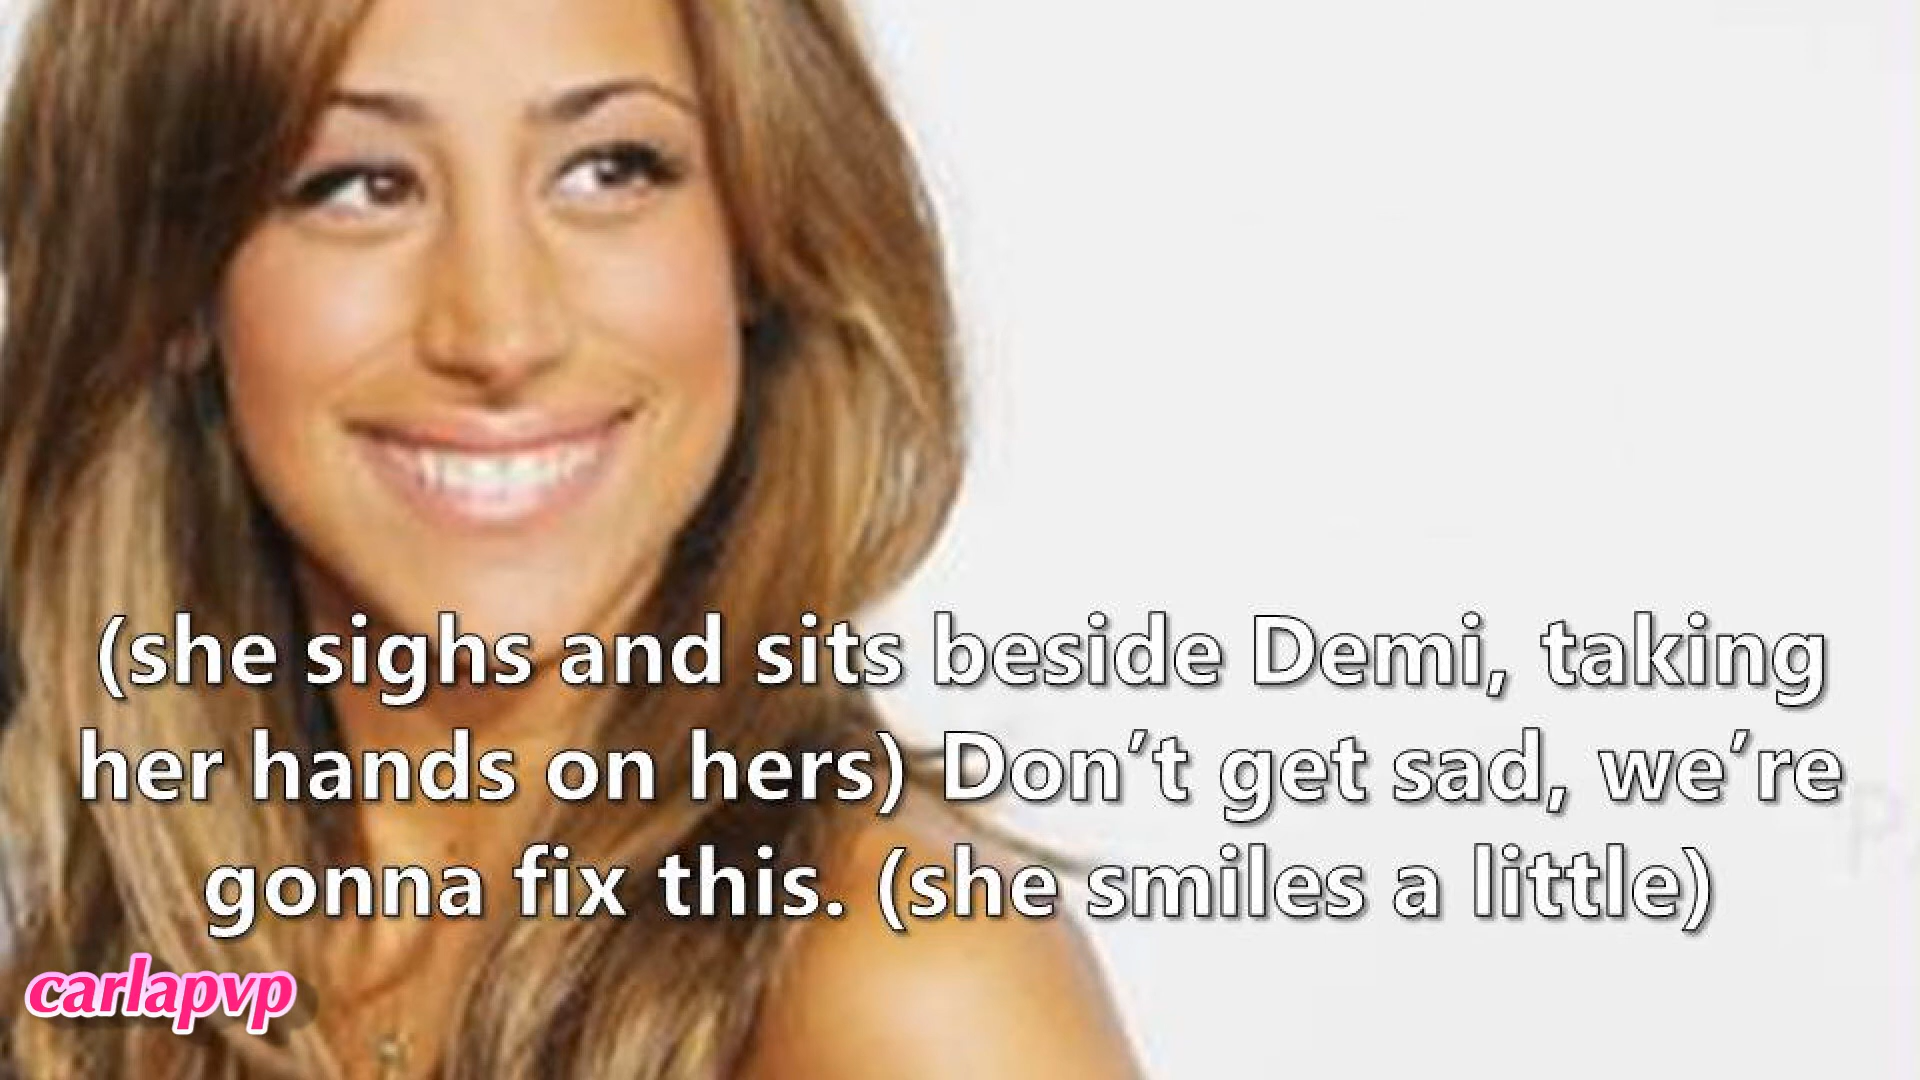 (she sighs and sits beside Demi, taking
her hands on hers) Don’t get sad, we’re
gonna fix this. (she smiles a little)
carlapvp